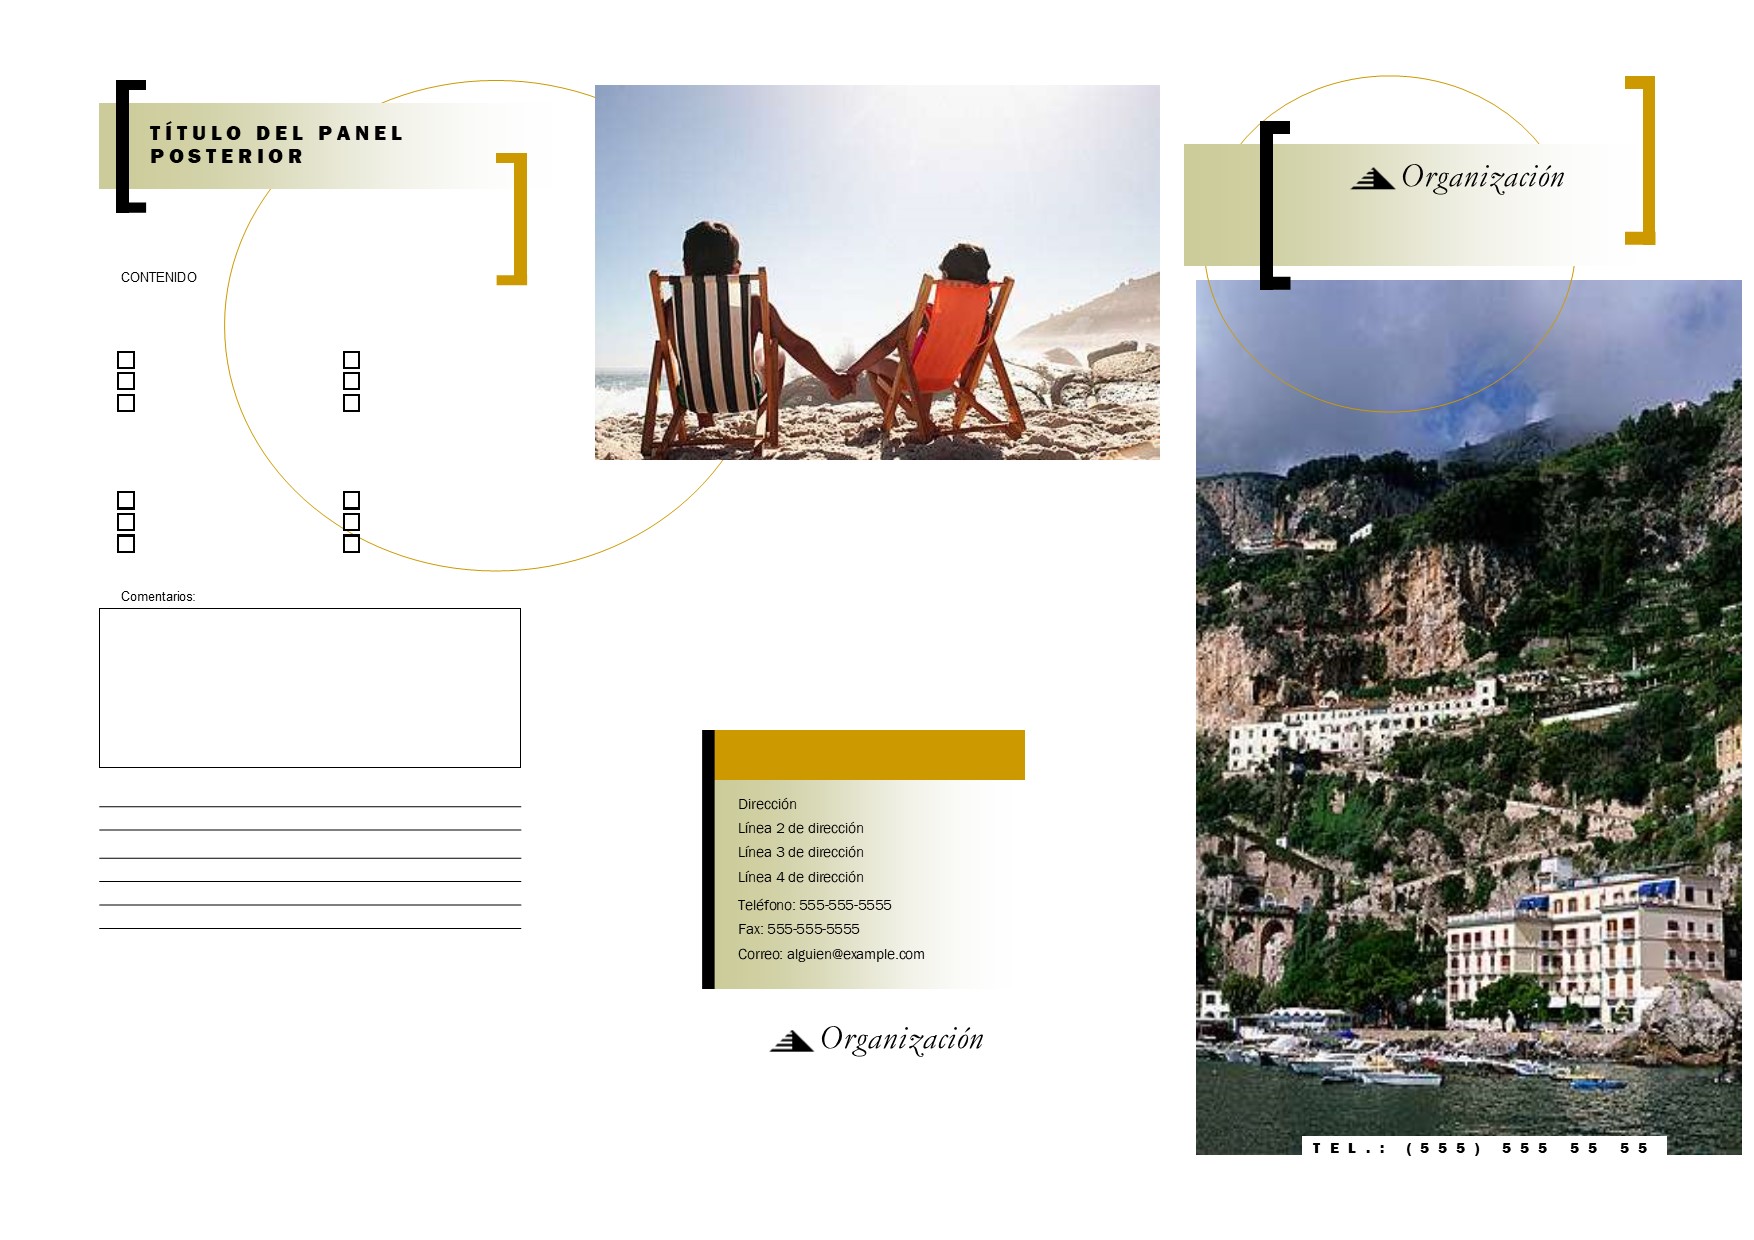 TÍTULO DEL PANEL
POSTERIOR
CONTENIDO
Comentarios:
Dirección
Línea 2 de dirección
Línea 3 de dirección
Línea 4 de dirección
Teléfono: 555-555-5555
Fax: 555-555-5555
Correo: alguien@example.com
Organización
Organización
TEL.: (555) 555 55 55